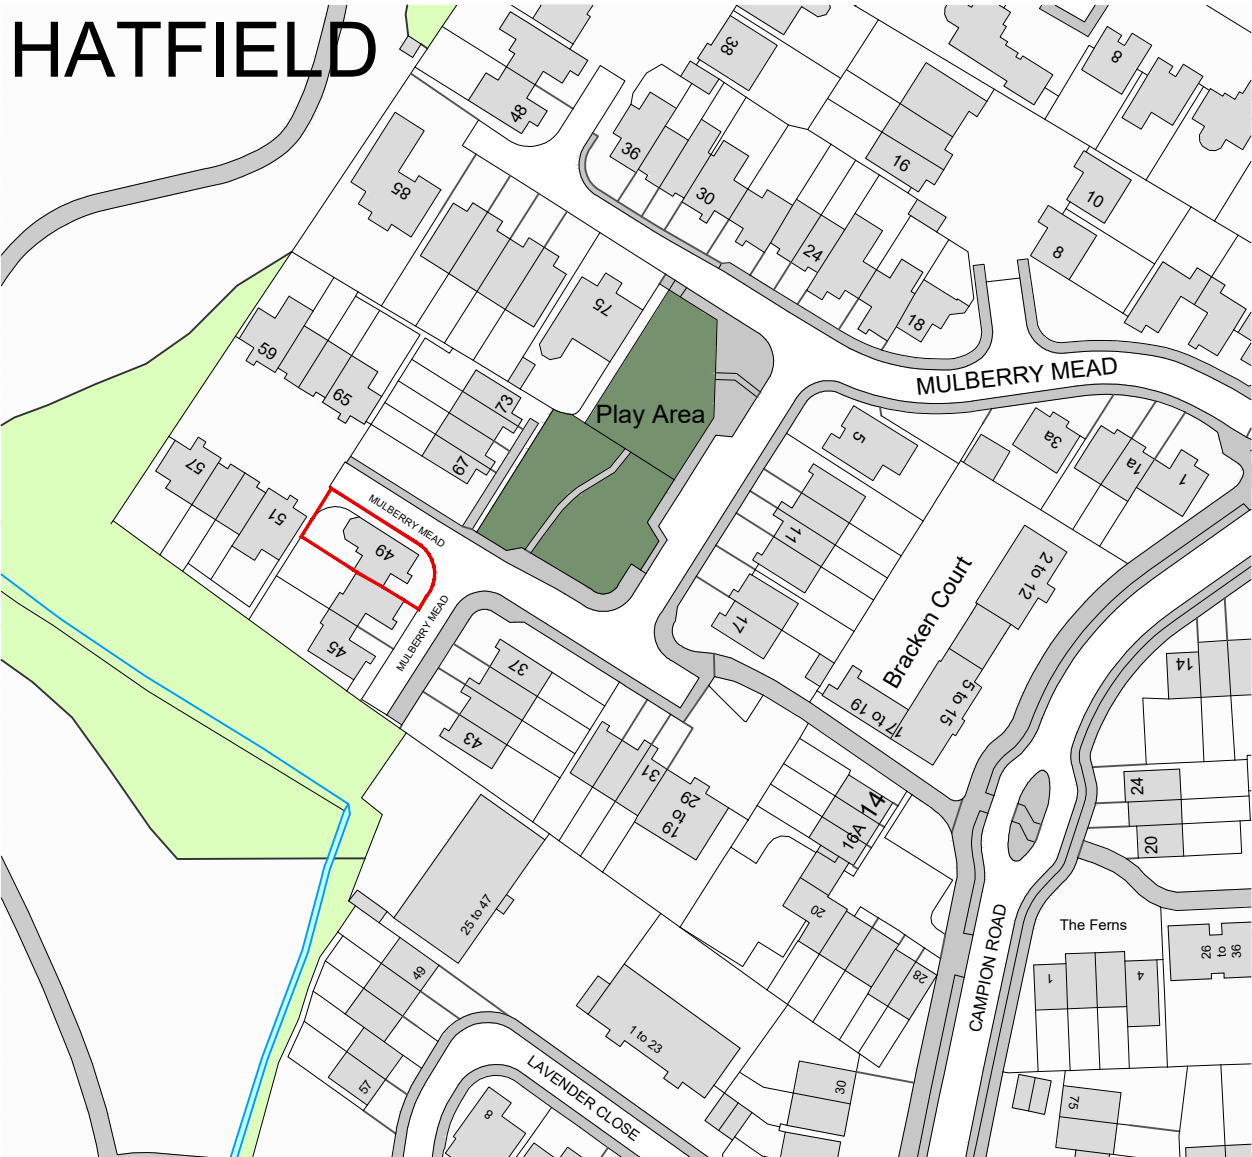 HATFIELD
38
8
48
36
16
85
30
10
24
8
75
18
MULBERRY MEAD
59
65
73
Play Area
5
3a
1a
1
67
57
51
MULBERRY MEAD
49
11
2 to 12
Bracken Court
17
MULBERRY MEAD
45
37
14
5 to 15
17 to 19
43
31
29
to
19
24
14
16A
20
25 to 47
20
The Ferns
28
26
to
36
49
1
4
CAMPION ROAD
1 to 23
57
LAVENDER CLOSE
30
75
8